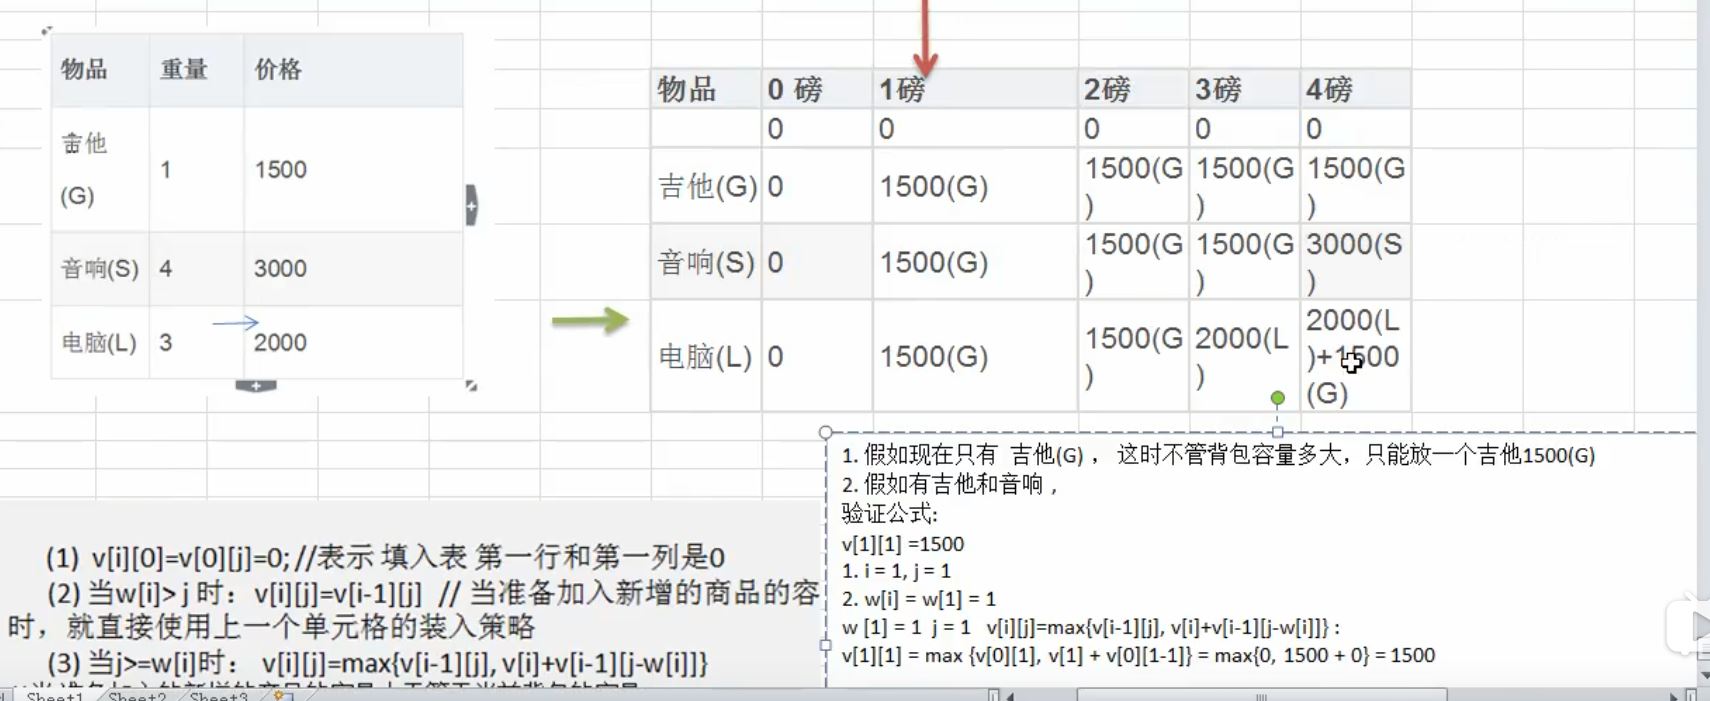 物品 重量 价格
吉他
(G) 1 1500
音响(S) 4 3000
电脑(L) 3 2000
物品 0 磅 1磅 2磅 3磅 4磅
0 0 0 0 0
吉他(G) 0 1500(G) 1500(G) 1500(G) 1500(G)
音响(S) 0 1500(G) 1500(G) 1500(G) 3000(S)
电脑(L) 0 1500(G) 1500(G) 2000(L) 2000(L)+1500(G)
1. 假如现在只有 吉他(G) ， 这时不管背包容量多大，只能放一个吉他1500(G)
2. 假如有吉他和音响 ,
验证公式:
v[1][1] =1500
1. i = 1, j = 1
2. w[i] = w[1] = 1
w [1] = 1 j = 1 v[i][j]=max{v[i-1][j], v[i]+v[i-1][j-w[i]]} :
v[1][1] = max {v[0][1], v[1] + v[0][1-1]} = max{0, 1500 + 0} = 1500
(1) v[i][0]=v[0][j]=0; //表示 填入表 第一行和第一列是0
(2) 当w[i]> j 时：v[i][j]=v[i-1][j] // 当准备加入新增的商品的容
时，就直接使用上一个单元格的装入策略
(3) 当j>=w[i]时： v[i][j]=max{v[i-1][j], v[i]+v[i-1][j-w[i]]}
Sheet1 Sheet2 Sheet3